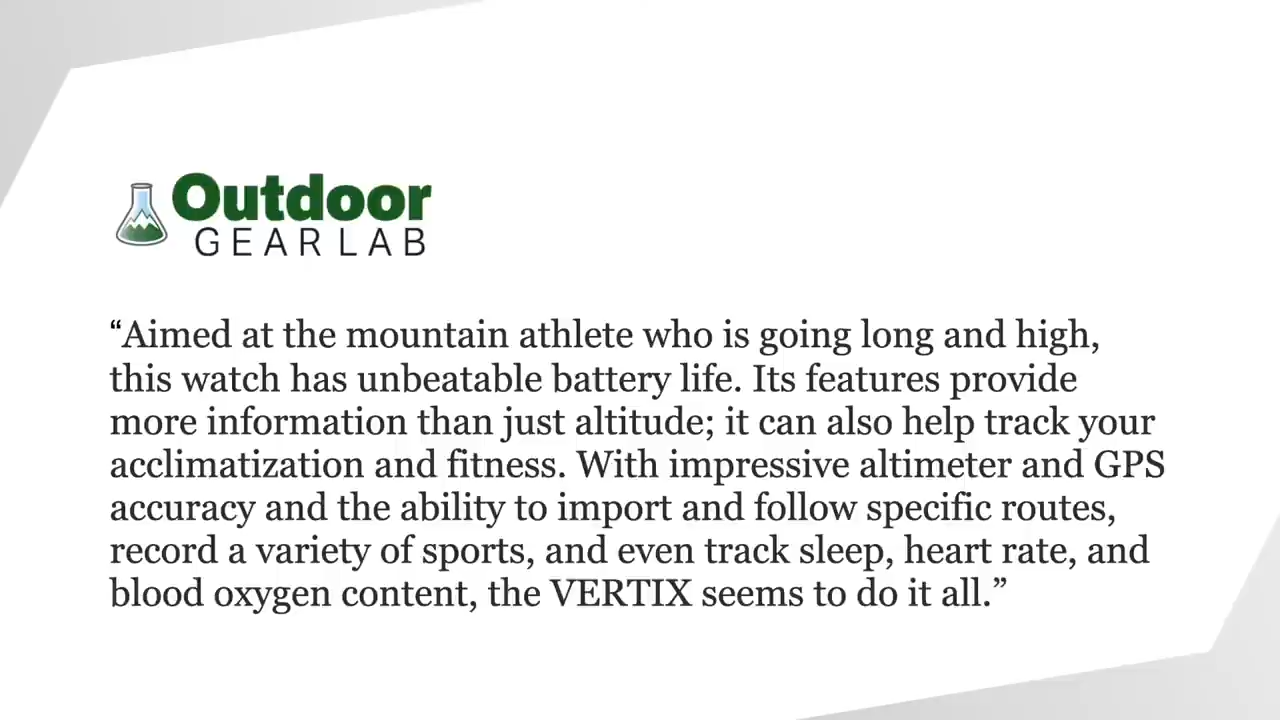 Outdoor
GEARLAB
“Aimed at the mountain athlete who is going long and high,
this watch has unbeatable battery life. Its features provide
more information than just altitude; it can also help track your
acclimatization and fitness. With impressive altimeter and GPS
accuracy and the ability to import and follow specific routes,
record a variety of sports, and even track sleep, heart rate, and
blood oxygen content, the VERTIX seems to do it all.”